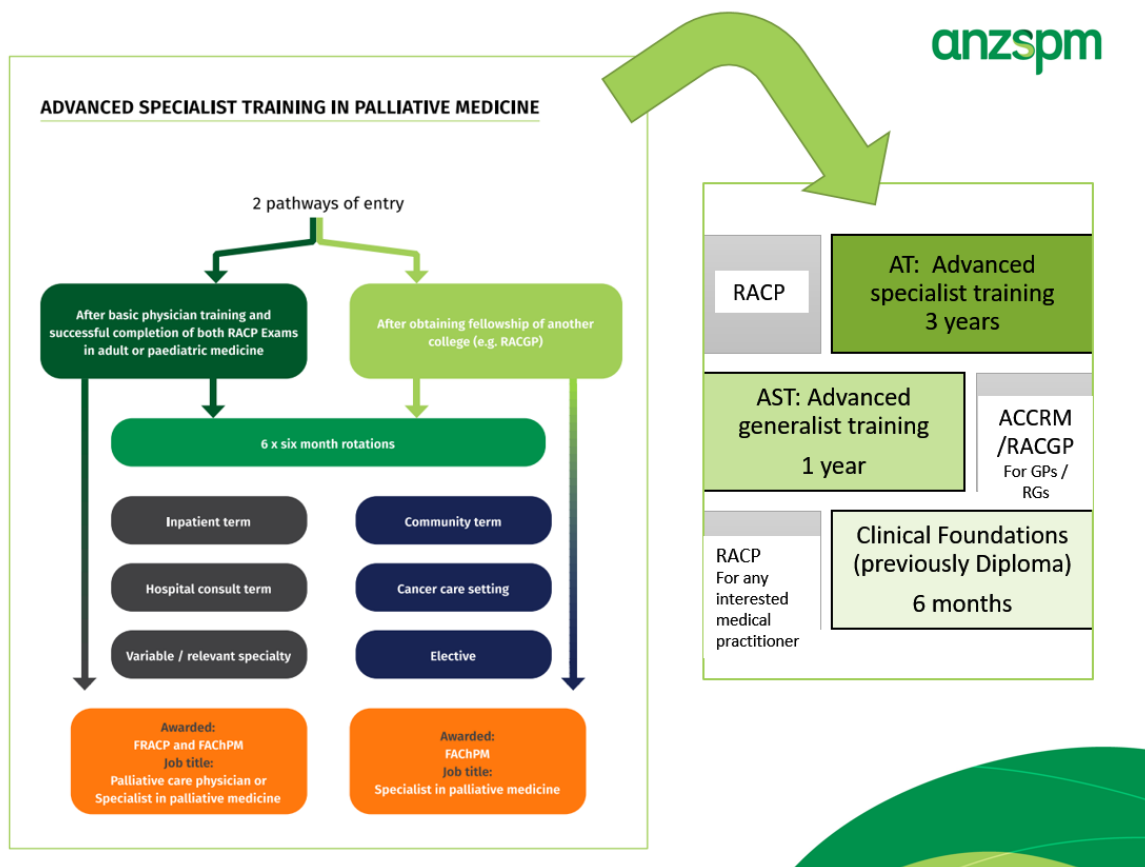 anzspm
ADVANCED SPECIALIST TRAINING IN PALLIATIVE MEDICINE
2 pathways of entry
After basic physician training and
successful completion of both RACP Exams
in adult or paediatric medicine
After obtaining fellowship of another
college (e.g. RACGP)
6 x six month rotations
Inpatient term
Community term
Hospital consult term
Cancer care setting
Variable / relevant specialty
Elective
Awarded:
FRACP and FAChPM
Job title:
Palliative care physician or
Specialist in palliative medicine
Awarded:
FAChPM
Job title:
Specialist in palliative medicine
RACP
AT: Advanced
specialist training
3 years
AST: Advanced
generalist training
1 year
ACCRM
/RACGP
For GPs /
RGs
RACP
For any
interested
medical
practitioner
Clinical Foundations
(previously Diploma)
6 months